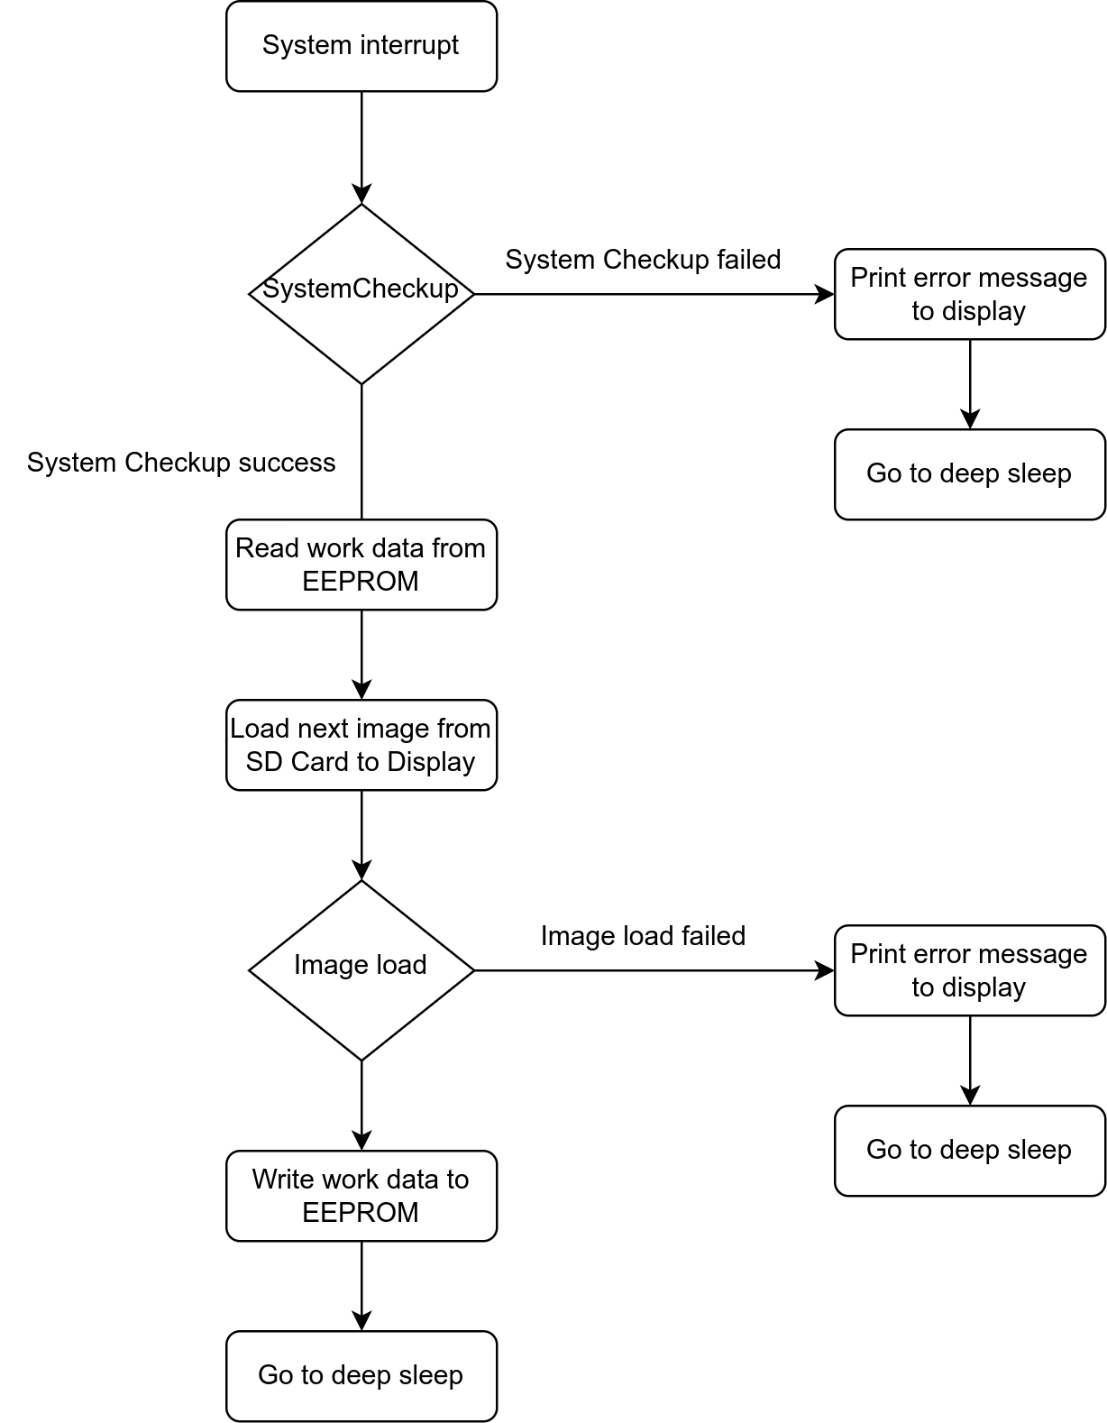 System interrupt
SystemCheckup
System Checkup failed
Print error message
to display
Go to deep sleep
System Checkup success
Read work data from
EEPROM
Load next image from
SD Card to Display
Image load
Image load failed
Print error message
to display
Go to deep sleep
Write work data to
EEPROM
Go to deep sleep